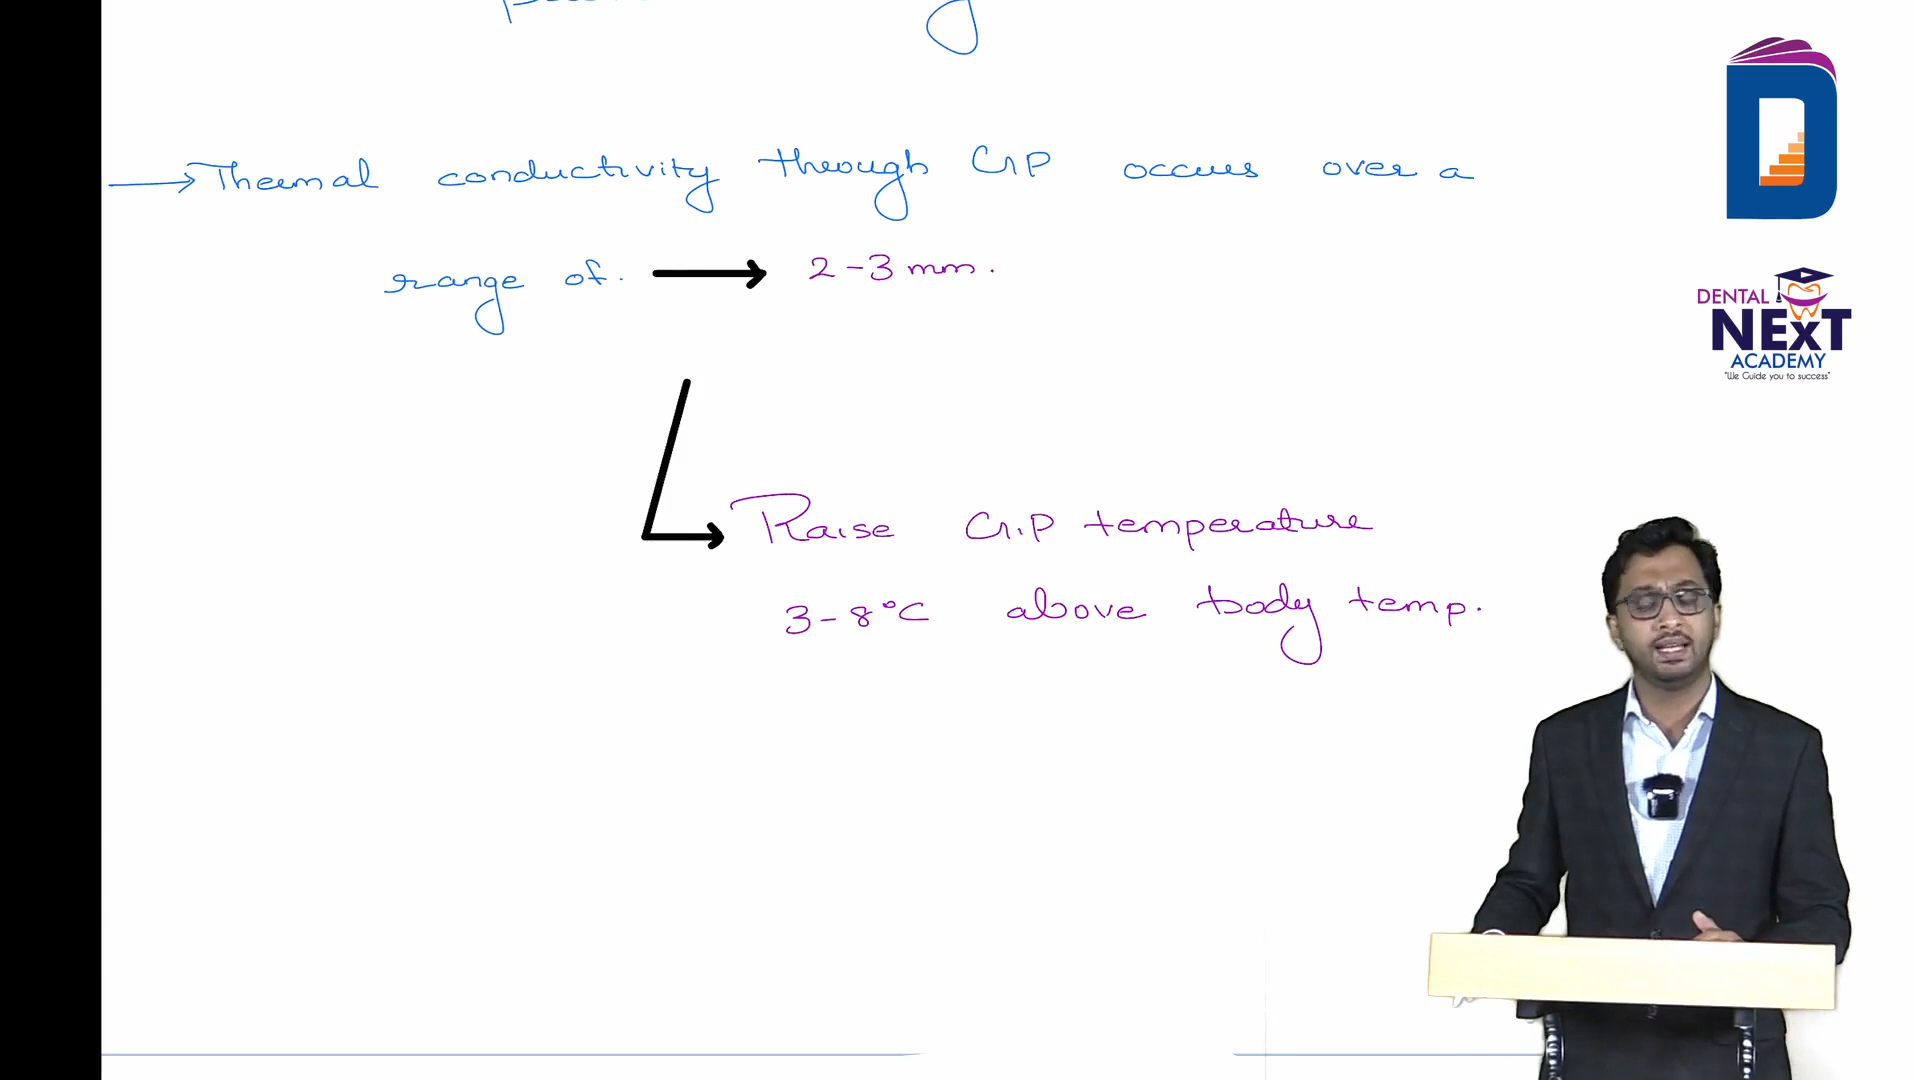 → Thermal conductivity through G.P occurs over a
range of. → 2-3 mm.
Raise G.P temperature
3-8°C above body temp.
DENTAL
NExT
ACADEMY
"We Guide you to success"